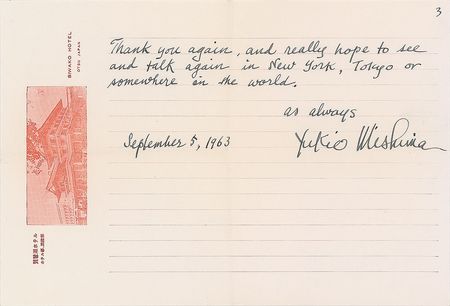 3
Thank you again, and really hope to see
and talk again in New York, Tokyo or
somewhere in the world.
as always
September 5, 1963
Yukio Mishima
BIWAKO HOTEL
OTSU JAPAN